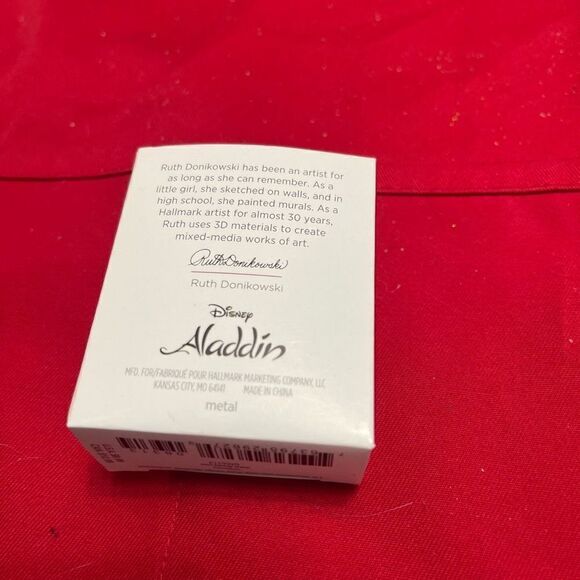 Ruth Donikowski has been an artist for
as long as she can remember. As a
little girl, she sketched on walls, and in
high school, she painted murals. As a
Hallmark artist for almost 30 years,
Ruth uses 3D materials to create
mixed-media works of art.
Ruth Donikowski
Ruth Donikowski
Disney
Aladdin
MFD. FOR/FABRIQUÉ POUR HALLMARK MARKETING COMPANY, LLC
KANSAS CITY, MO 64141 MADE IN CHINA
metal